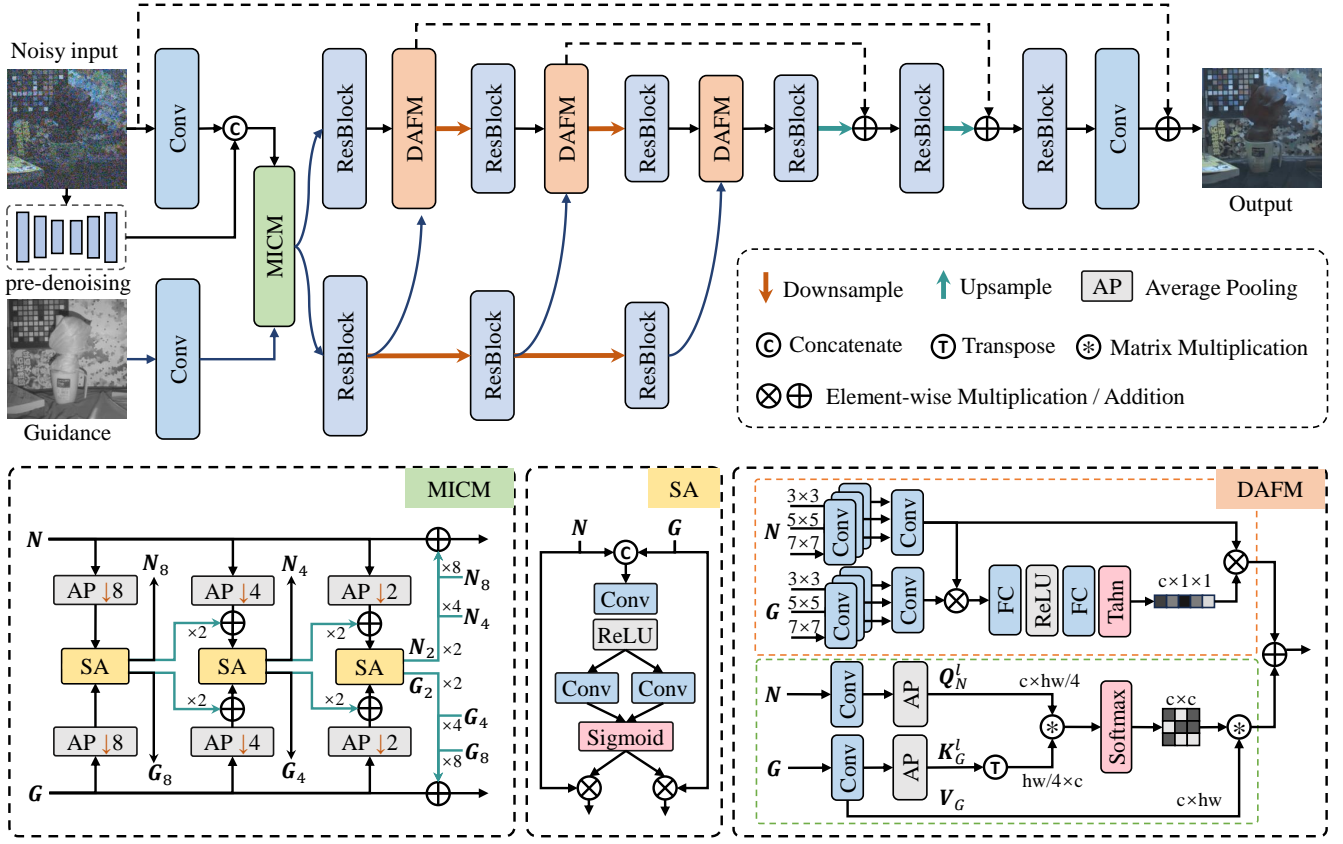 Noisy input
Conv
C
pre-denoising
Guidance
Conv
MICM
ResBlock
DAFM
ResBlock
DAFM
ResBlock
DAFM
ResBlock
ResBlock
ResBlock
Conv
Output
ResBlock
ResBlock
ResBlock
Downsample
Upsample
AP Average Pooling
C Concatenate
T Transpose
Matrix Multiplication
Element-wise Multiplication / Addition
MICM
N
N₈
N₄
×8
N₈
AP ↓8
AP ↓4
AP ↓2
×4
N₄
×2
×2
N₂
×2
SA
SA
SA
G₂
×2
×2
×2
G₄
×4
AP ↓8
AP ↓4
AP ↓2
G₈
×8
G₈
G₄
G
SA
N
G
C
Conv
ReLU
Conv
Conv
Sigmoid
DAFM
N
3×3
5×5
7×7
Conv
Conv
G
3×3
5×5
7×7
Conv
Conv
FC
ReLU
FC
Tahn
c×1×1
N
Conv
AP
Q_N^l
c×hw/4
Softmax
c×c
G
Conv
AP
K_G^l
T
hw/4×c
V_G
c×hw